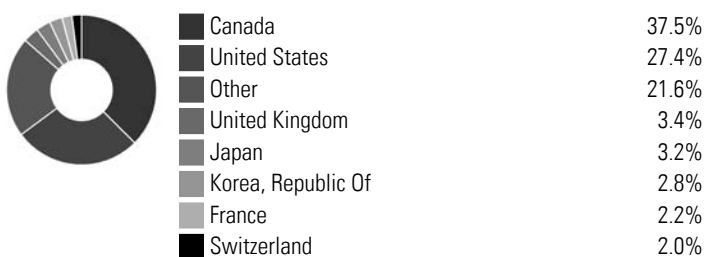 Canada 37.5%
United States 27.4%
Other 21.6%
United Kingdom 3.4%
Japan 3.2%
Korea, Republic Of 2.8%
France 2.2%
Switzerland 2.0%